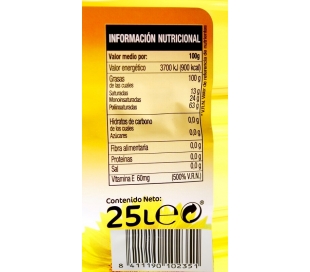 INFORMACIÓN NUTRICIONAL
Valor medio por: 100g
Valor energético 3700 kJ (900 kcal)
Grasas 100 g
de las cuales
Saturadas 13 g
Monoinsaturadas 24 g
Poliinsaturadas 63 g
Hidratos de carbono 0,0 g
de los cuales
Azúcares 0,0 g
Fibra alimentaria 0,0 g
Proteínas 0,0 g
Sal 0,0 g
Vitamina E 60mg (500% V.R.N.)
Contenido Neto:
25L e
8 411190 102351